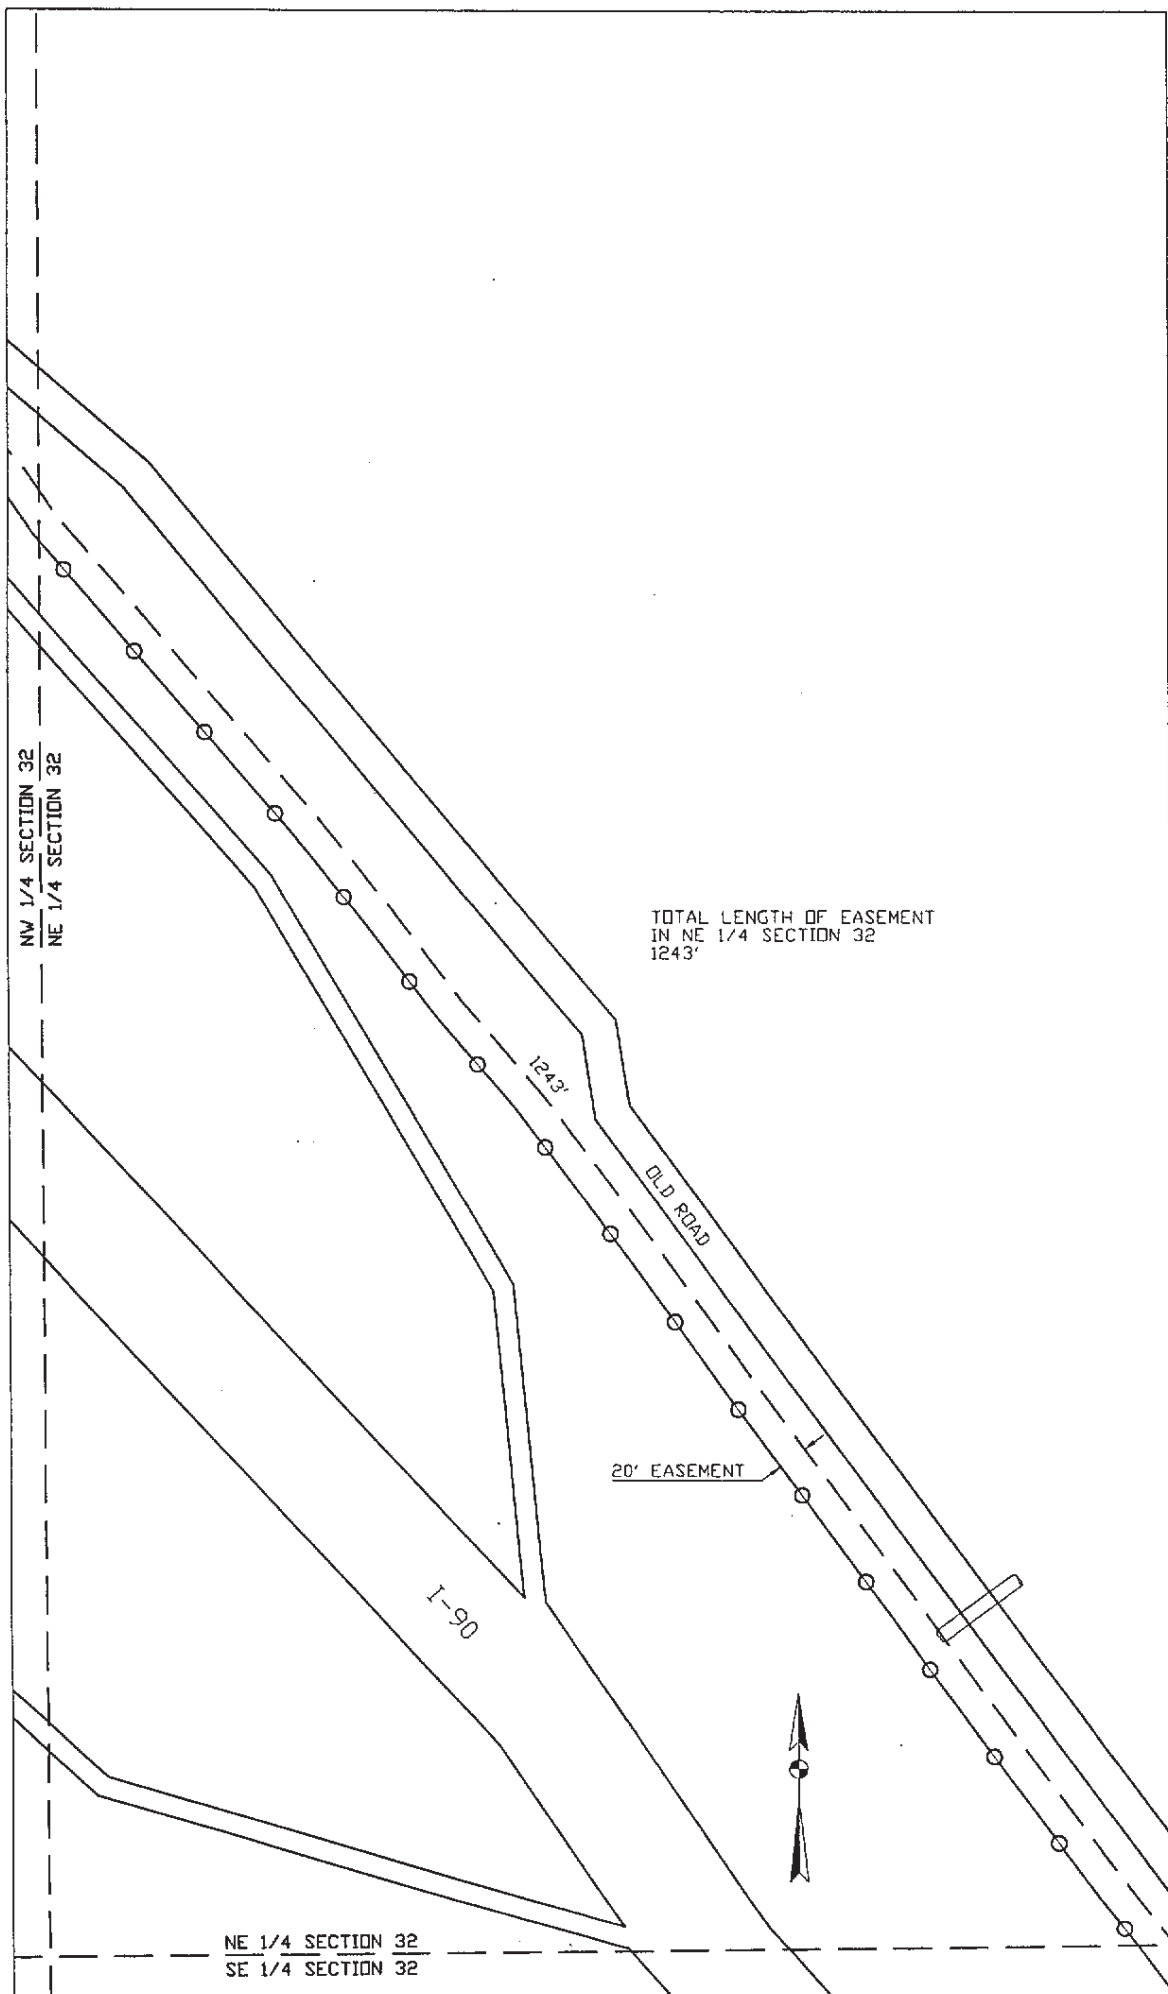 NW 1/4 SECTION 32
NE 1/4 SECTION 32
TOTAL LENGTH OF EASEMENT
IN NE 1/4 SECTION 32
1243'
1243'
OLD ROAD
20' EASEMENT
I-90
NE 1/4 SECTION 32
SE 1/4 SECTION 32